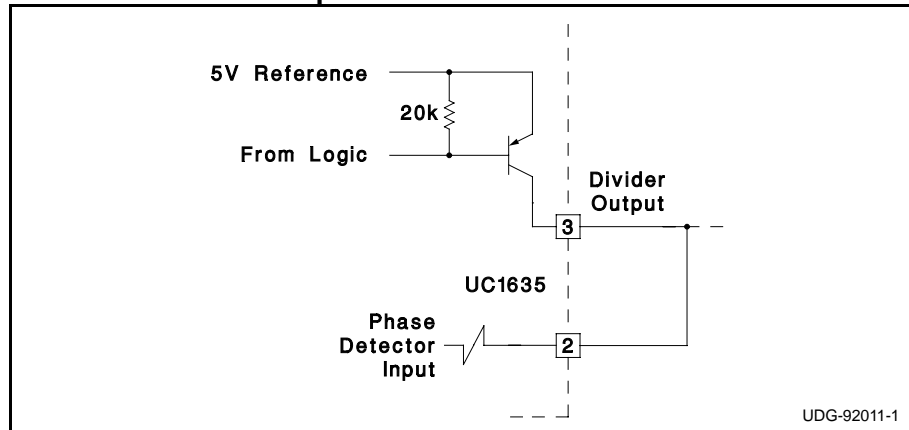 5V Reference
20k
From Logic
Divider
Output
3
UC1635
Phase
Detector
Input
2
UDG-92011-1